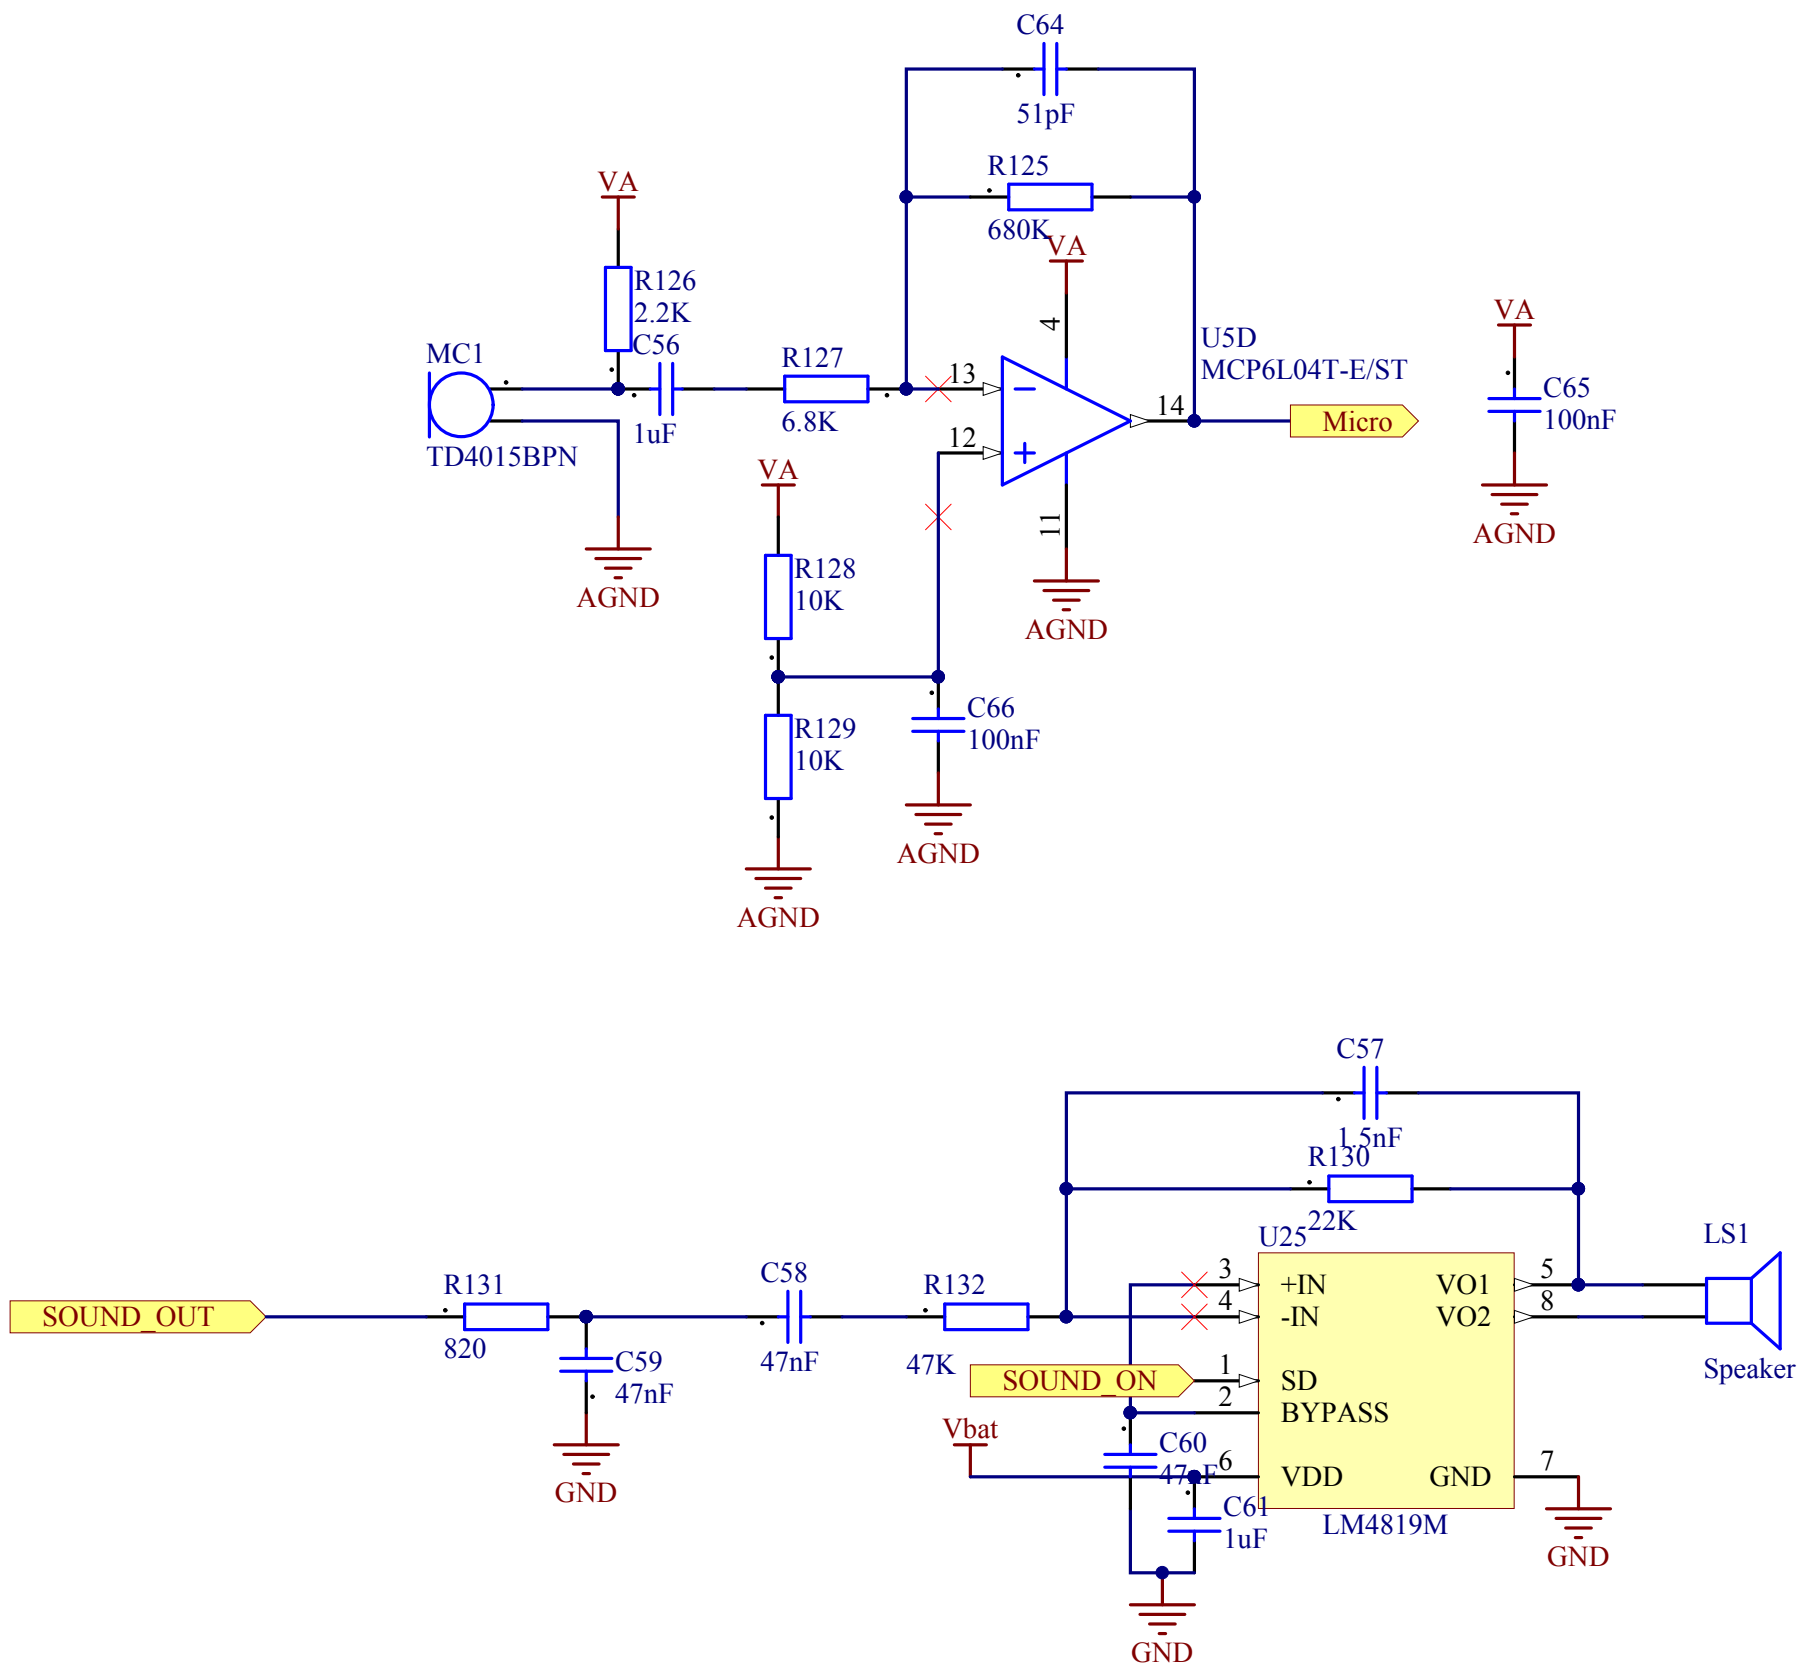 C64
51pF
R125
680K
VA
R126
2.2K
C56
1uF
MC1
TD4015BPN
AGND
R127
6.8K
VA
4
13
12
14
11
U5D
MCP6L04T-E/ST
Micro
AGND
VA
C65
100nF
AGND
VA
R128
10K
R129
10K
AGND
C66
100nF
AGND
C57
1.5nF
R130
22K
U25
LS1
Speaker
SOUND_OUT
R131
820
C59
47nF
GND
C58
47nF
R132
47K
SOUND_ON
3
+IN
VO1
5
4
-IN
VO2
8
1
SD
2
BYPASS
Vbat
C60
47nF
6
VDD
GND
7
C61
1uF
LM4819M
GND
GND